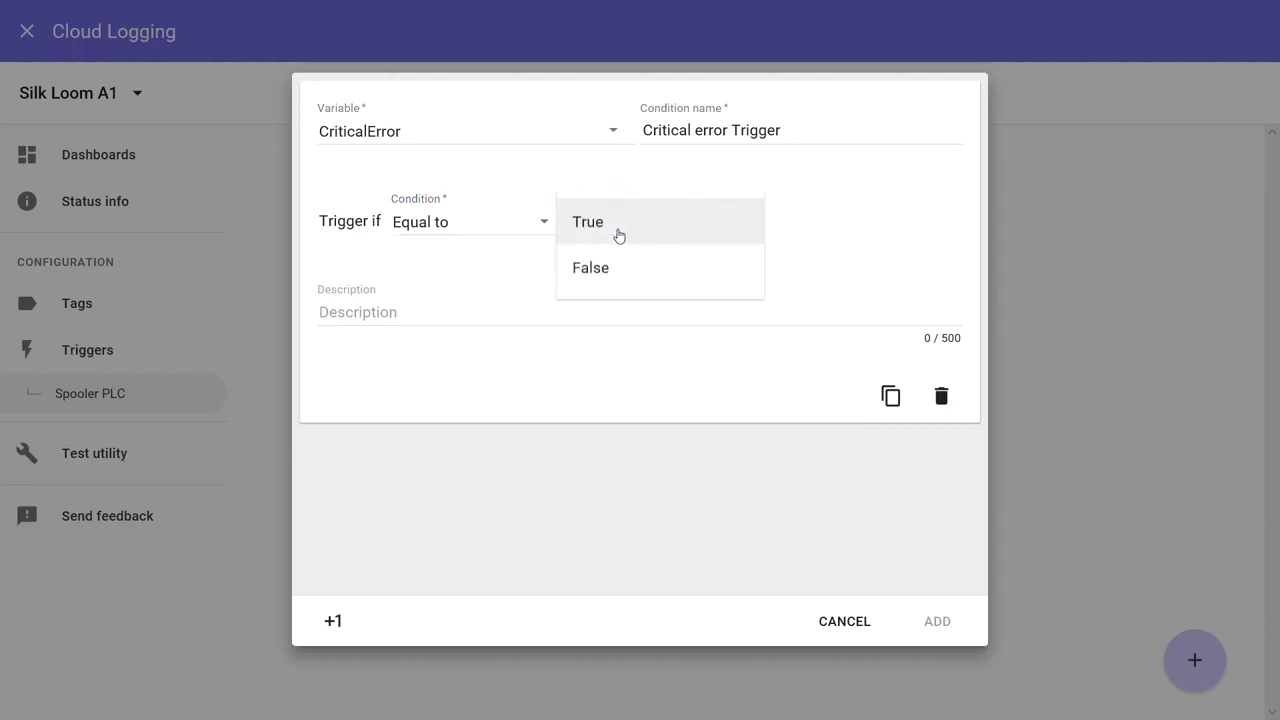 Cloud Logging
Silk Loom A1
Dashboards
Status info
CONFIGURATION
Tags
Triggers
Spooler PLC
Test utility
Send feedback
Variable *
CriticalError
Condition name *
Critical error Trigger
Trigger if
Condition *
Equal to
True
False
Description
Description
0 / 500
+1
CANCEL
ADD